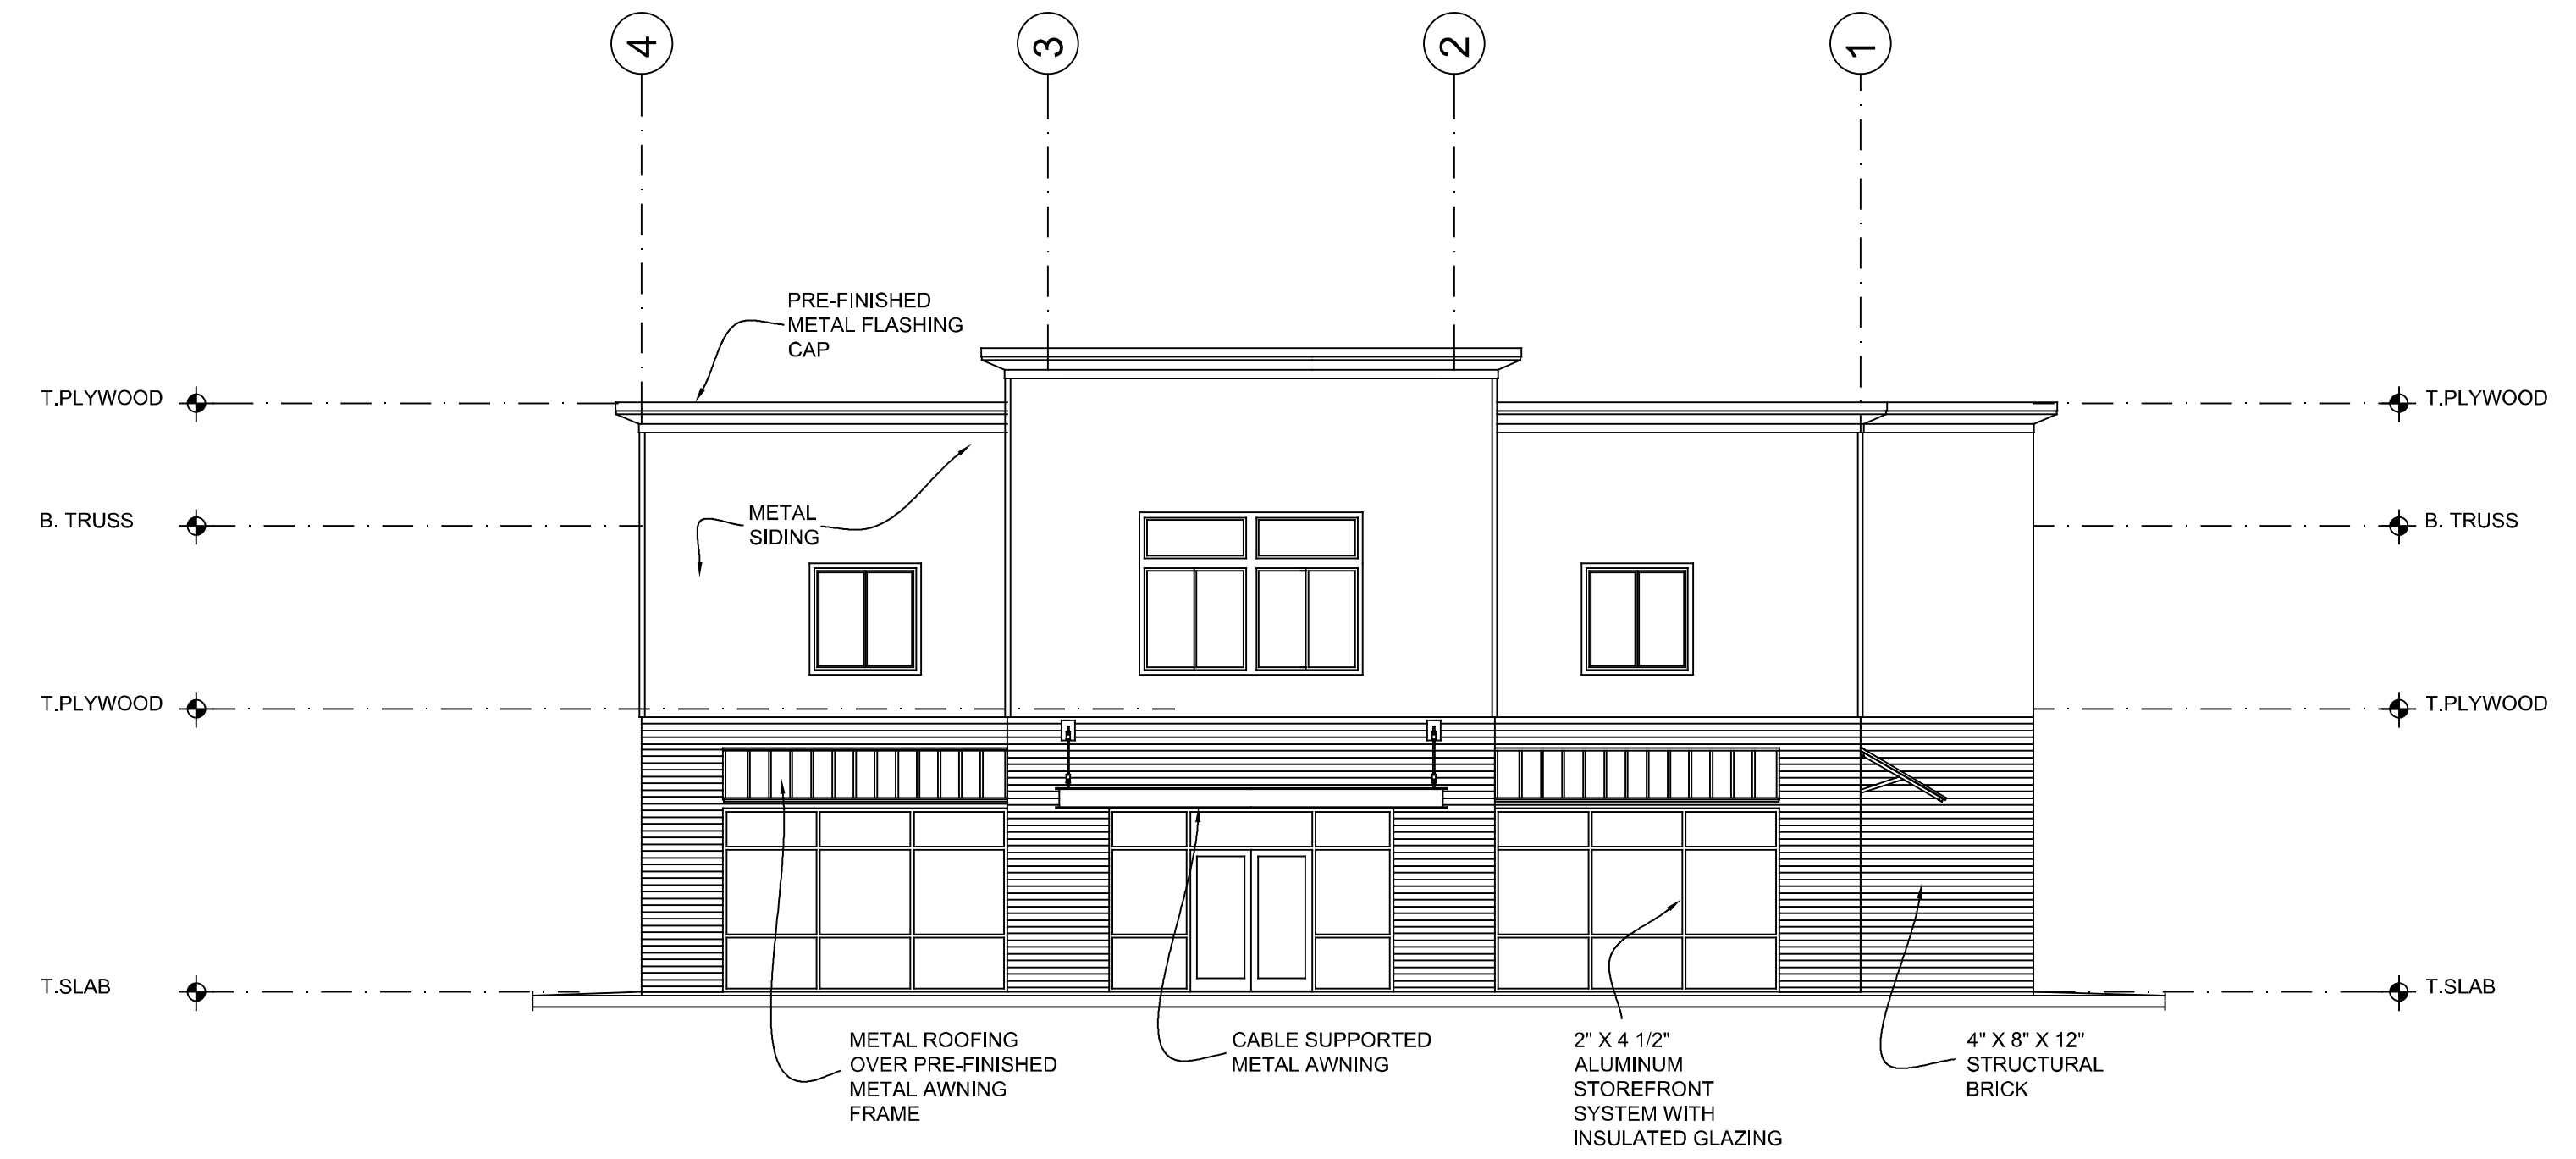 4
3
2
1
PRE-FINISHED
METAL FLASHING
CAP
T.PLYWOOD
T.PLYWOOD
METAL
SIDING
B. TRUSS
B. TRUSS
T.PLYWOOD
T.PLYWOOD
T.SLAB
T.SLAB
METAL ROOFING
OVER PRE-FINISHED
METAL AWNING
FRAME
CABLE SUPPORTED
METAL AWNING
2" X 4 1/2"
ALUMINUM
STOREFRONT
SYSTEM WITH
INSULATED GLAZING
4" X 8" X 12"
STRUCTURAL
BRICK